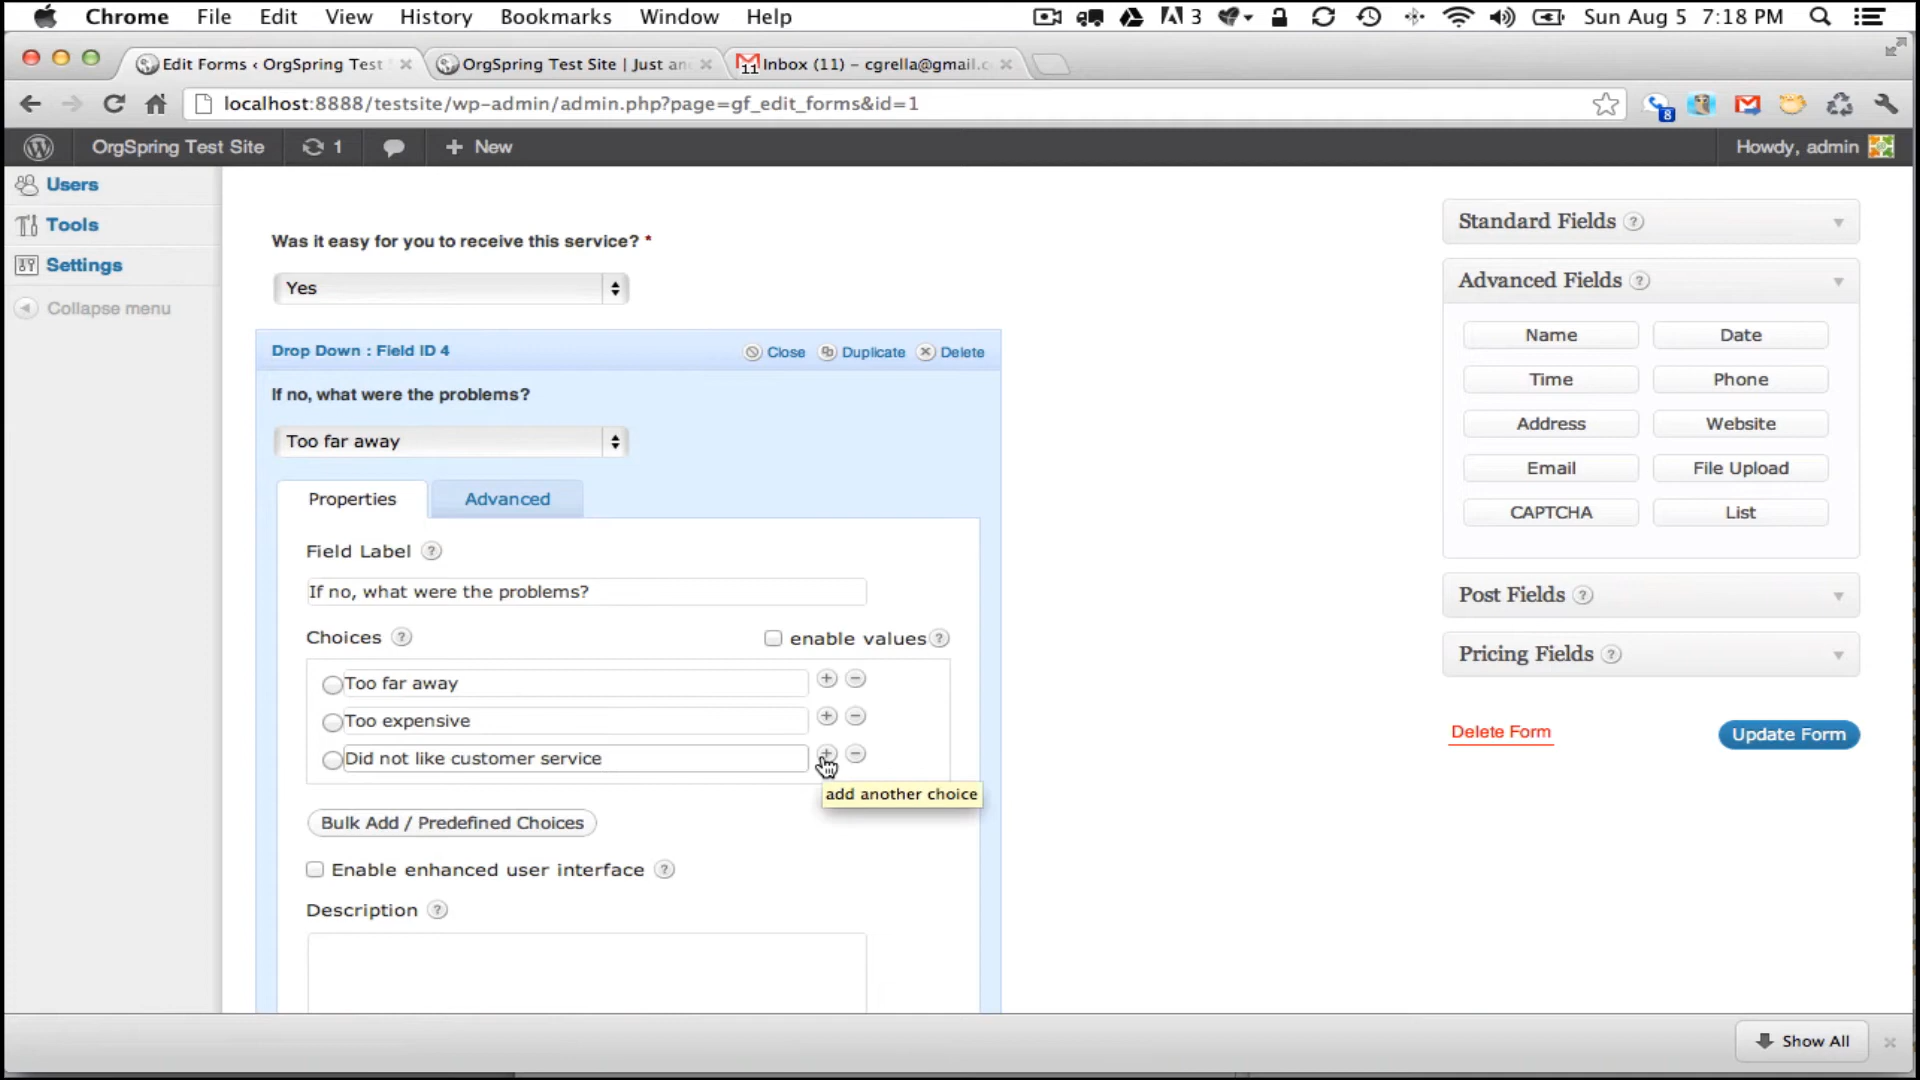 Chrome File Edit View History Bookmarks Window Help 3 Sun Aug 5 7:18 PM
Edit Forms ‹ OrgSpring Test OrgSpring Test Site | Just an 11 Inbox (11) – cgrella@gmail.c
localhost:8888/testsite/wp-admin/admin.php?page=gf_edit_forms&id=1 8
OrgSpring Test Site 1 + New Howdy, admin
Users
Tools
Settings
Collapse menu
Was it easy for you to receive this service? *
Yes
Drop Down : Field ID 4 Close Duplicate Delete
If no, what were the problems?
Too far away
Properties Advanced
Field Label ?
If no, what were the problems?
Choices ? enable values ?
Too far away
Too expensive
Did not like customer service
add another choice
Bulk Add / Predefined Choices
Enable enhanced user interface ?
Description ?
Standard Fields ?
Advanced Fields ?
Name Date
Time Phone
Address Website
Email File Upload
CAPTCHA List
Post Fields ?
Pricing Fields ?
Delete Form Update Form
Show All